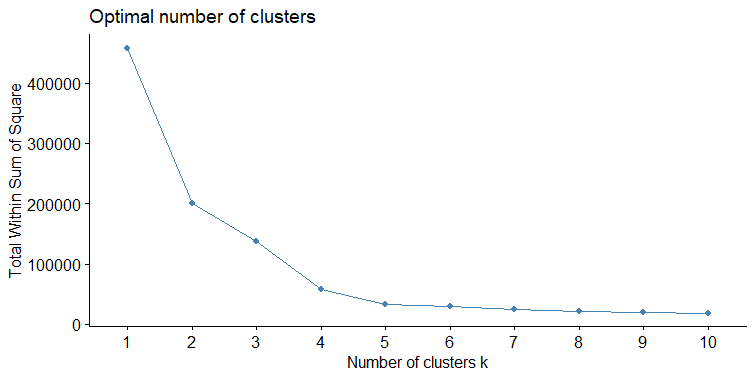 Optimal number of clusters
Total Within Sum of Square
400000
300000
200000
100000
0
1 2 3 4 5 6 7 8 9 10
Number of clusters k